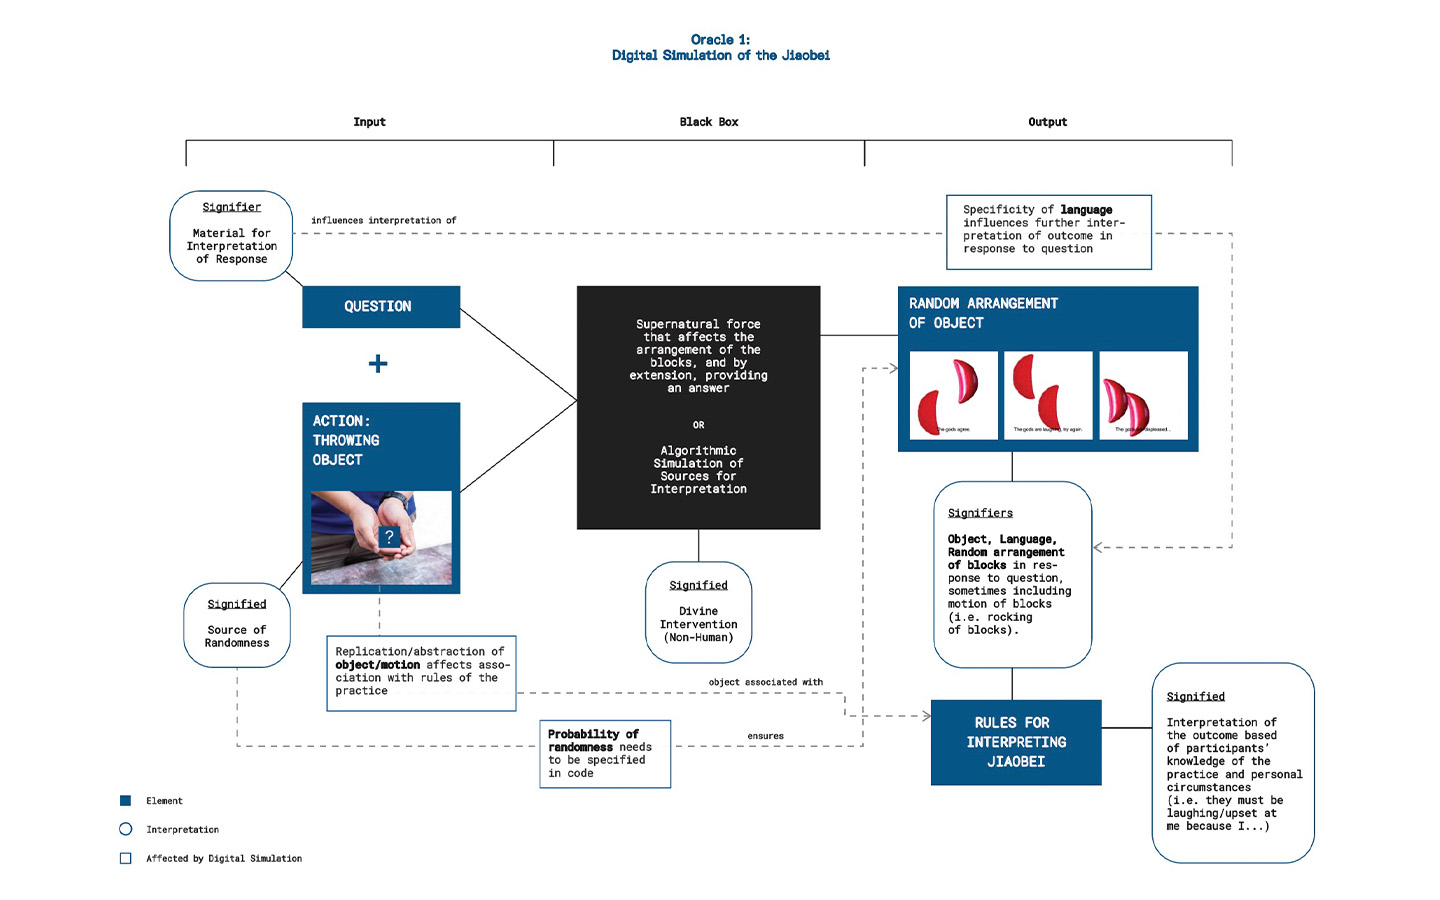 Oracle 1:
Digital Simulation of the Jiaobei
Input
Black Box
Output
Signifier
Material for
Interpretation
of Response
influences interpretation of
Specificity of language
influences further inter-
pretation of outcome in
response to question
QUESTION
+
ACTION:
THROWING
OBJECT
?
Signified
Source of
Randomness
Supernatural force
that affects the
arrangement of the
blocks, and by
extension, providing
an answer
OR
Algorithmic
Simulation of
Sources for
Interpretation
Signified
Divine
Intervention
(Non-Human)
RANDOM ARRANGEMENT
OF OBJECT
The gods agree.
The gods are laughing, try again.
The displeased...
Signifiers
Object, Language,
Random arrangement
of blocks in res-
ponse to question,
sometimes including
motion of blocks
(i.e. rocking
of blocks).
Replication/abstraction of
object/motion affects asso-
ciation with rules of the
practice
object associated with
Probability of
randomness needs
to be specified
in code
ensures
RULES FOR
INTERPRETING
JIAOBEI
Signified
Interpretation of
the outcome based
of participants'
knowledge of the
practice and personal
circumstances
(i.e. they must be
laughing/upset at
me because I...)
Element
Interpretation
Affected by Digital Simulation